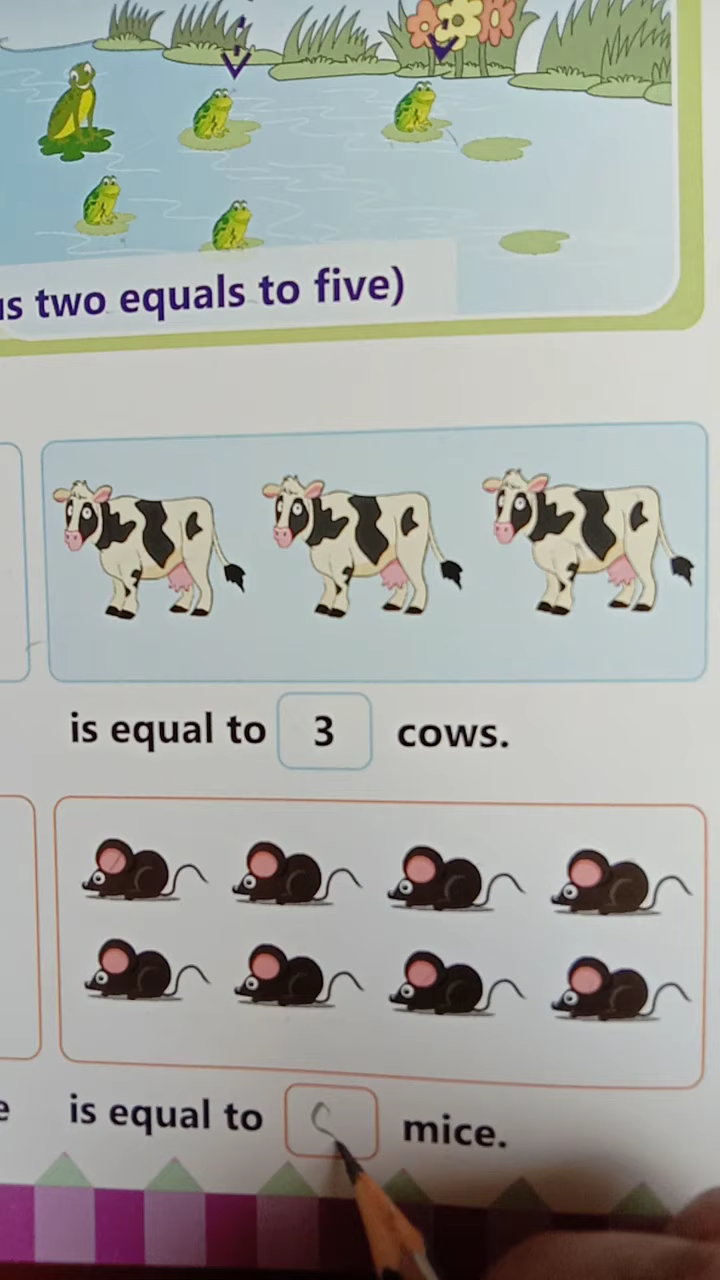 two equals to five)
is equal to 3 cows.
is equal to mice.